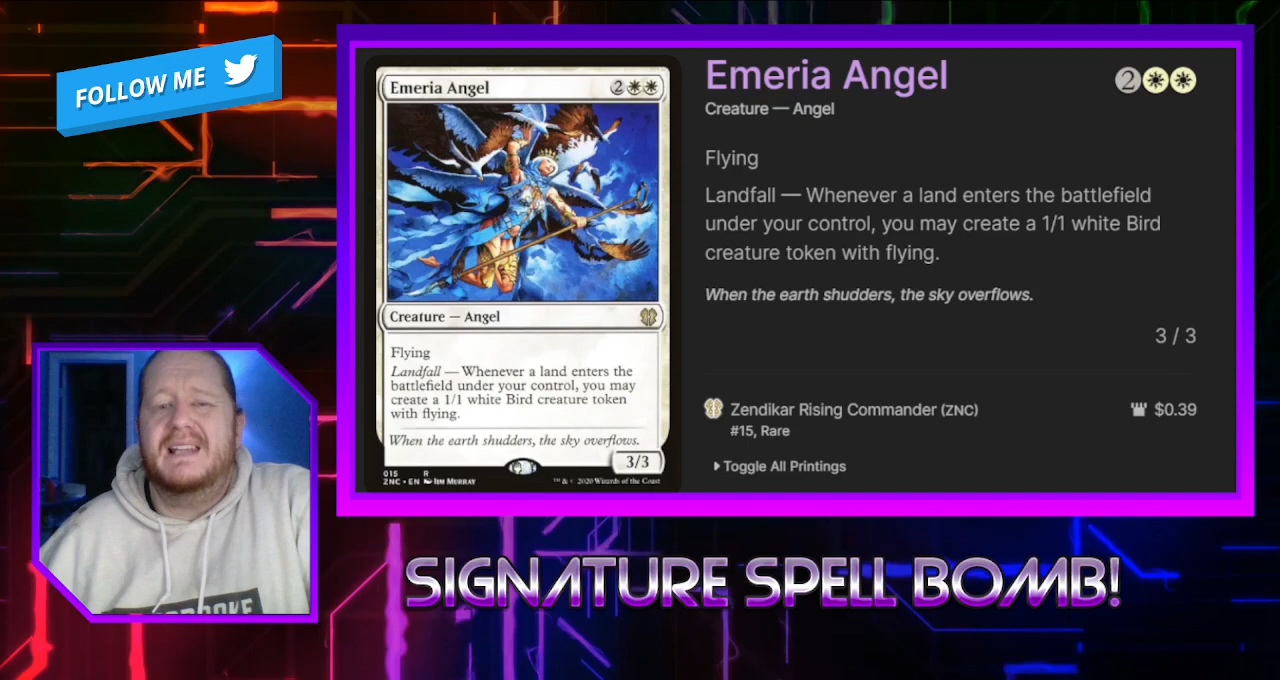 FOLLOW ME
Emeria Angel
2
Flying
Landfall — Whenever a land enters the
battlefield under your control, you may
create a 1/1 white Bird creature token
with flying.
When the earth shudders, the sky overflows.
Creature — Angel
3/3
015 R
ZNC • EN JIM MURRAY
™ & © 2020 Wizards of the Coast
Emeria Angel
2
Creature — Angel
Flying
Landfall — Whenever a land enters the battlefield
under your control, you may create a 1/1 white Bird
creature token with flying.
When the earth shudders, the sky overflows.
3 / 3
Zendikar Rising Commander (ZNC)
$0.39
#15, Rare
Toggle All Printings
SIGNATURE SPELL BOMB!